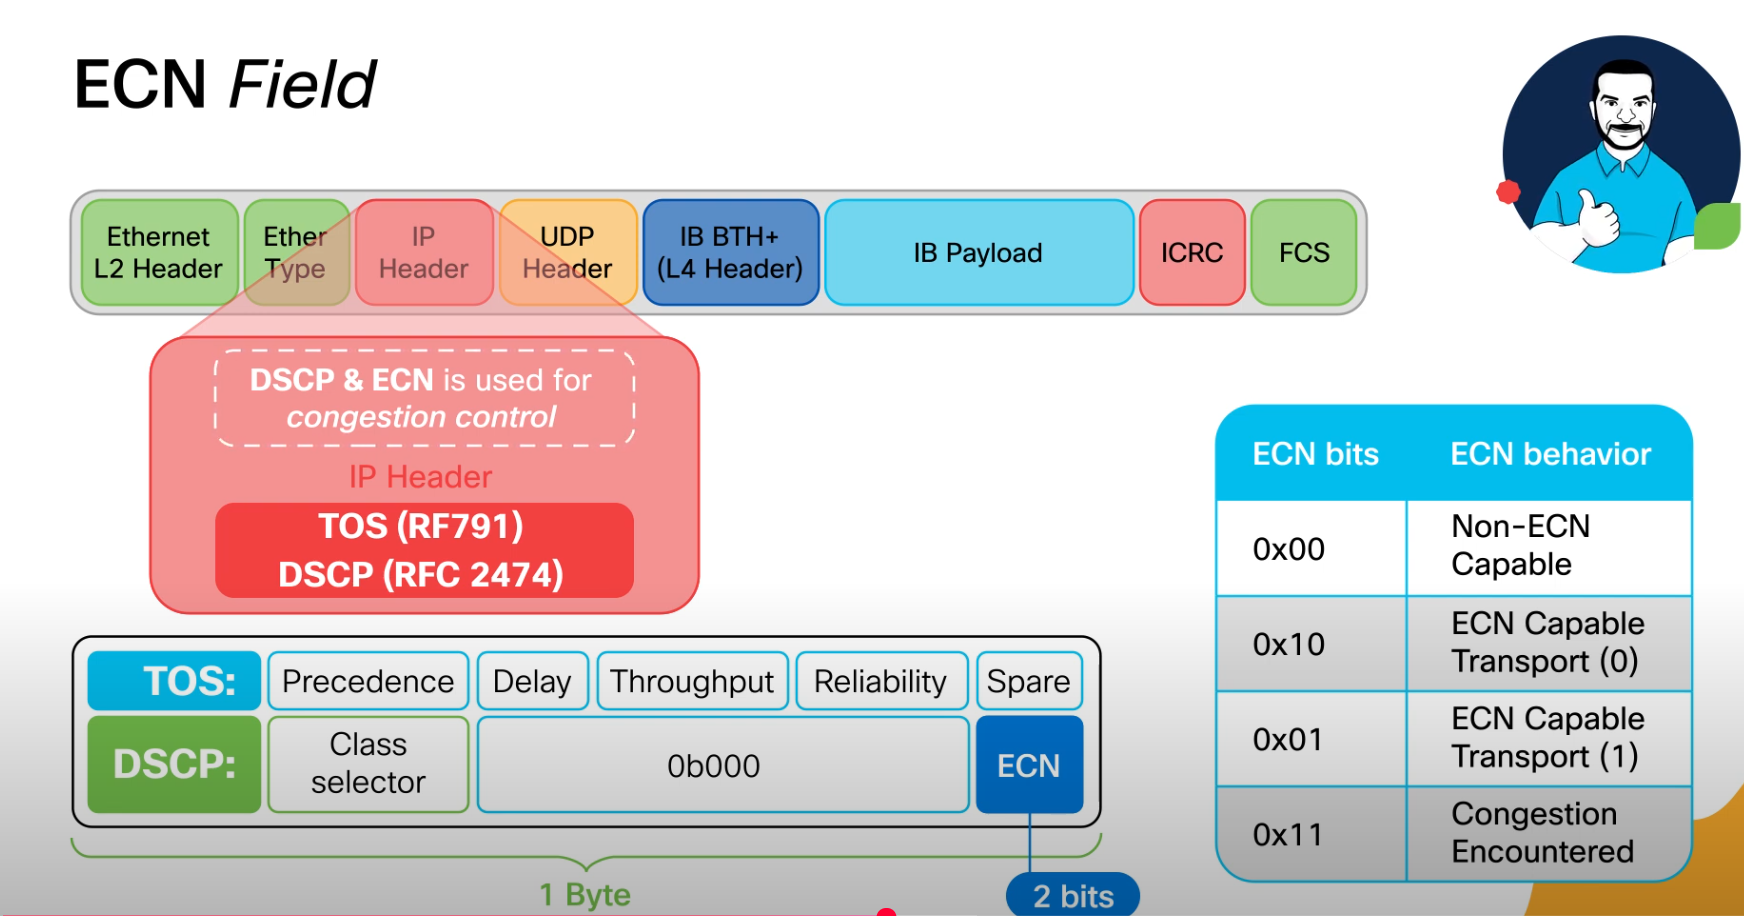 ECN Field
Ethernet
L2 Header
Ether
Type
IP
Header
UDP
Header
IB BTH+
(L4 Header)
IB Payload
ICRC
FCS
DSCP & ECN is used for
congestion control
IP Header
TOS (RF791)
DSCP (RFC 2474)
TOS: Precedence Delay Throughput Reliability Spare
DSCP: Class
selector
0b000
ECN
1 Byte
2 bits
ECN bits ECN behavior
0x00 Non-ECN
Capable
0x10 ECN Capable
Transport (0)
0x01 ECN Capable
Transport (1)
0x11 Congestion
Encountered